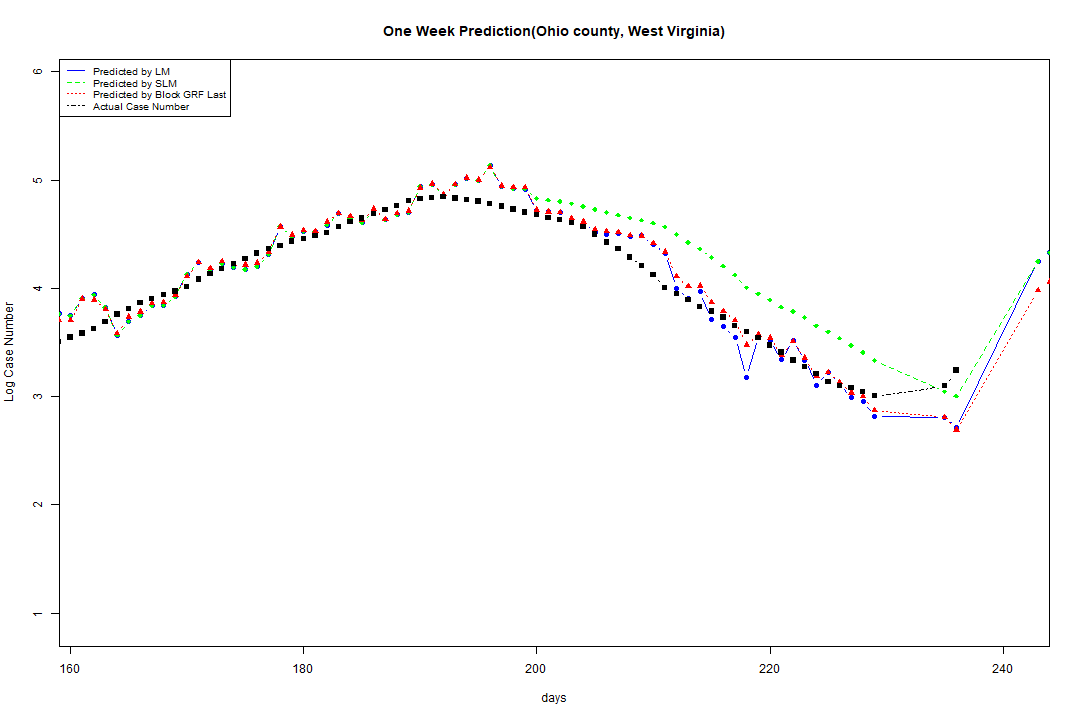 One Week Prediction(Ohio county, West Virginia)
Predicted by LM
Predicted by SLM
Predicted by Block GRF Last
Actual Case Number
6
5
4
3
2
1
Log Case Number
160 180 200 220 240
days